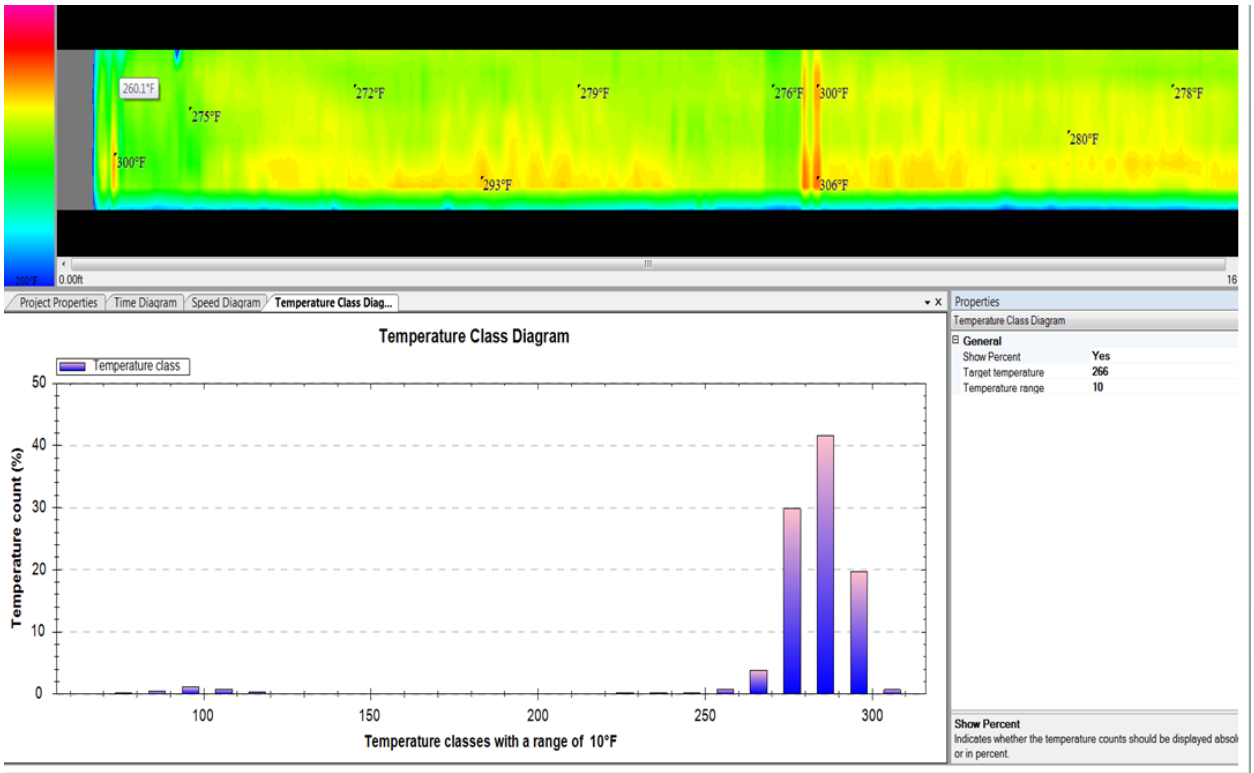 260.1°F
272°F
279°F
276°F
300°F
278°F
275°F
280°F
300°F
293°F
306°F
200°F
0.00ft
16
Project Properties
Time Diagram
Speed Diagram
Temperature Class Diag...
Properties
Temperature Class Diagram
General
Show Percent Yes
Target temperature 266
Temperature range 10
Temperature Class Diagram
Temperature class
Temperature count (%)
50
40
30
20
10
0
100 150 200 250 300
Temperature classes with a range of 10°F
Show Percent
Indicates whether the temperature counts should be displayed absol
or in percent.